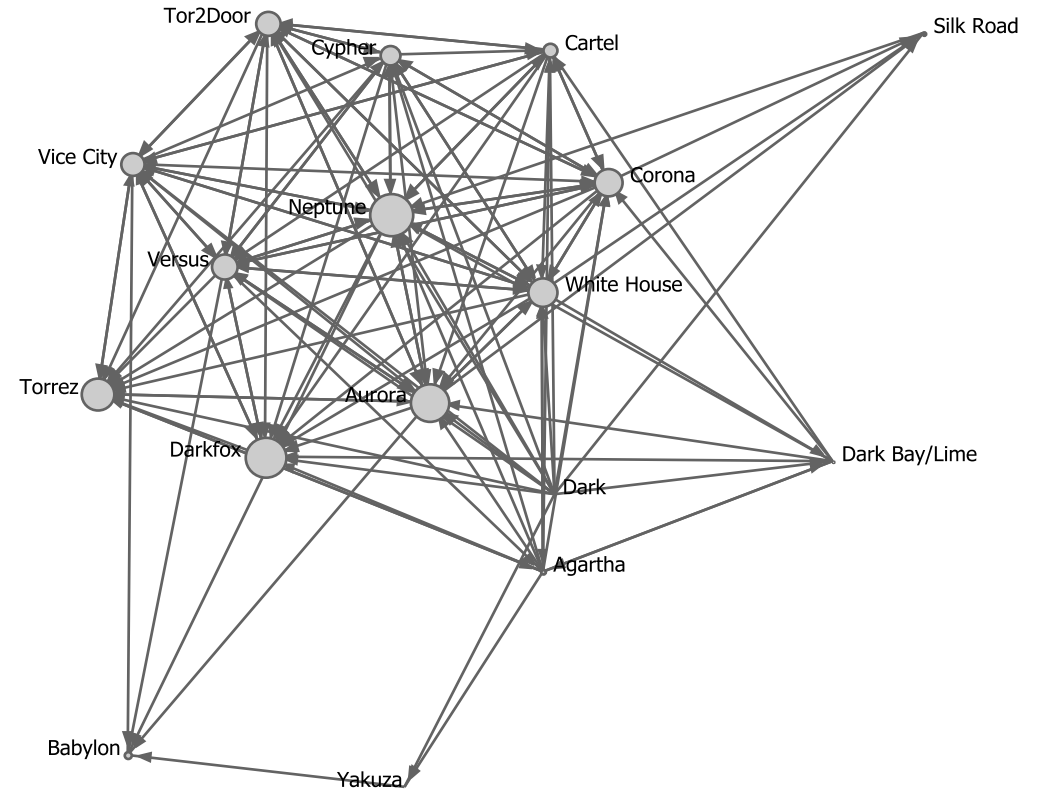 Tor2Door
Silk Road
Cypher
Cartel
Vice City
Corona
Neptune
Versus
White House
Torrez
Aurora
Darkfox
Dark Bay/Lime
Dark
Agartha
Babylon
Yakuza